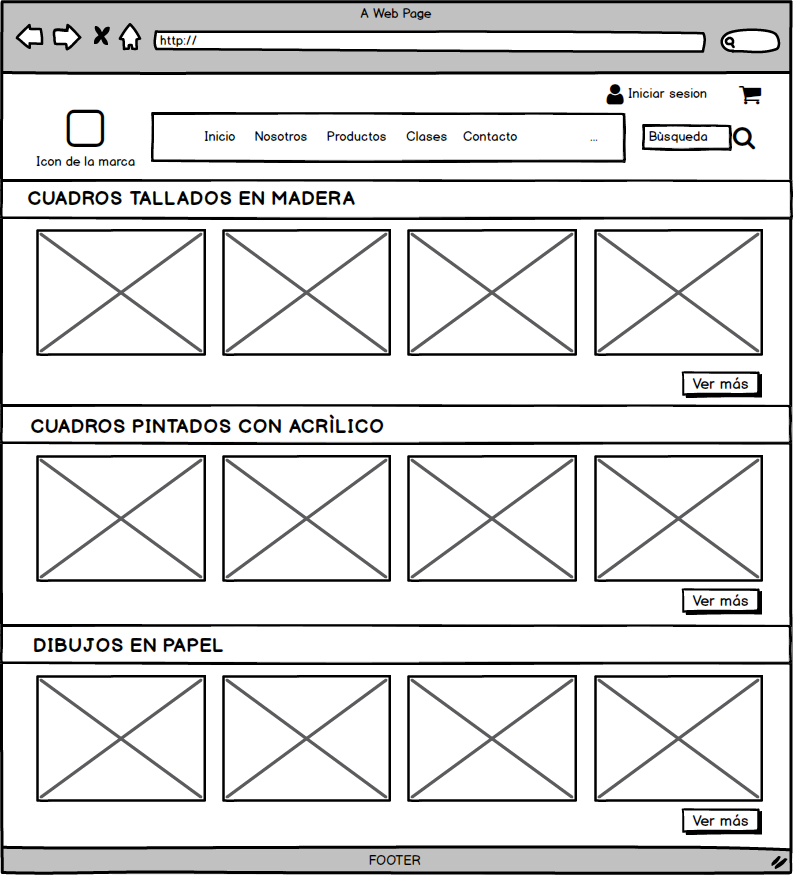 A Web Page
http://
Iniciar sesion
Icon de la marca
Inicio Nosotros Productos Clases Contacto ...
Bùsqueda
CUADROS TALLADOS EN MADERA
Ver más
CUADROS PINTADOS CON ACRÌLICO
Ver más
DIBUJOS EN PAPEL
Ver más
FOOTER